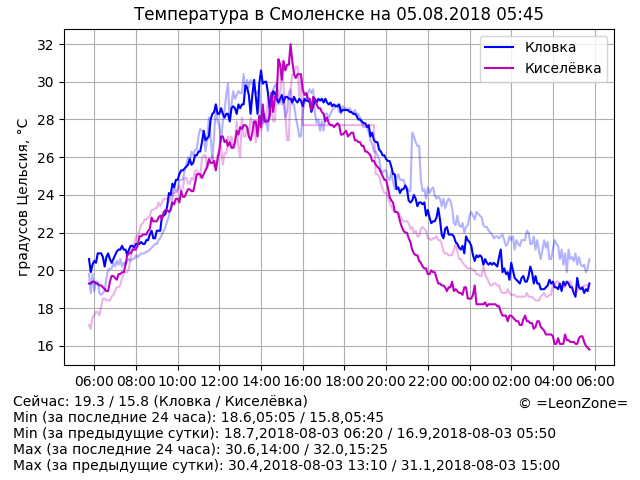 Температура в Смоленске на 05.08.2018 05:45
Кловка
Киселёвка
градусов Цельсия, °C
32
30
28
26
24
22
20
18
16
06:00 08:00 10:00 12:00 14:00 16:00 18:00 20:00 22:00 00:00 02:00 04:00 06:00
Сейчас: 19.3 / 15.8 (Кловка / Киселёвка)
© =LeonZone=
Min (за последние 24 часа): 18.6,05:05 / 15.8,05:45
Min (за предыдущие сутки): 18.7,2018-08-03 06:20 / 16.9,2018-08-03 05:50
Max (за последние 24 часа): 30.6,14:00 / 32.0,15:25
Max (за предыдущие сутки): 30.4,2018-08-03 13:10 / 31.1,2018-08-03 15:00